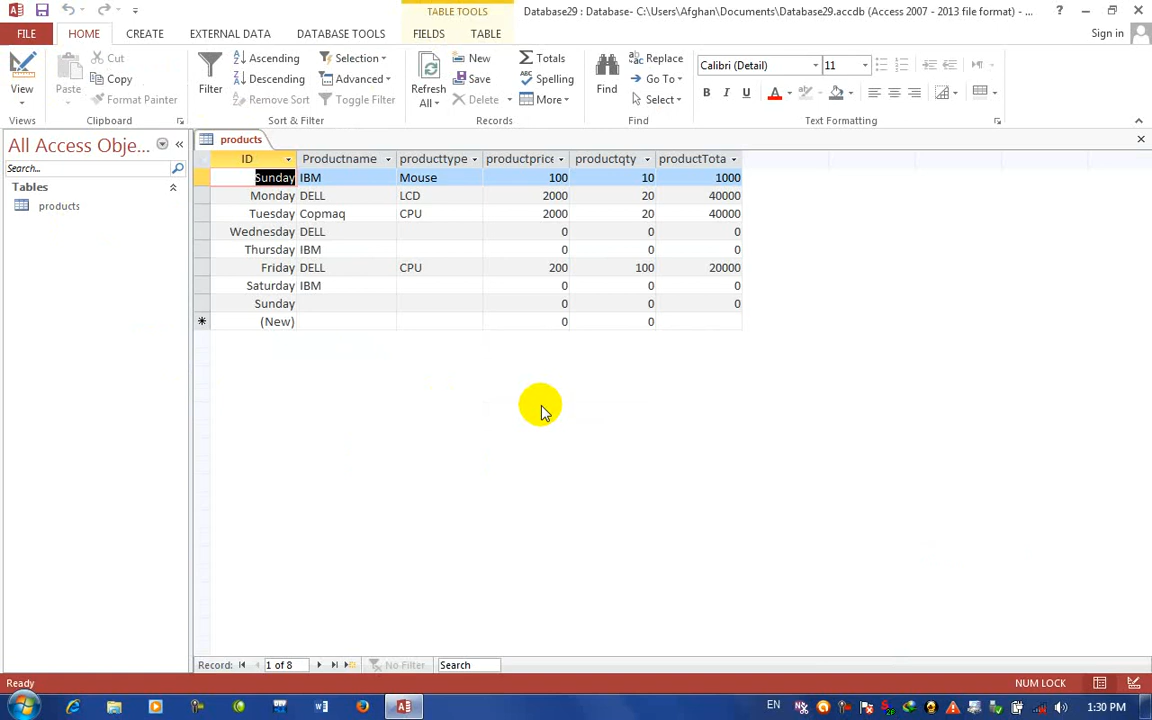 TABLE TOOLS
Database29 : Database- C:\Users\Afghan\Documents\Database29.accdb (Access 2007 - 2013 file format) - ...
FILE HOME CREATE EXTERNAL DATA DATABASE TOOLS FIELDS TABLE Sign in
View
Views
Paste
Cut
Copy
Format Painter
Clipboard
Filter
Ascending
Descending
Remove Sort
Selection
Advanced
Toggle Filter
Sort & Filter
Refresh All
New
Save
Delete
Totals
Spelling
More
Records
Find
Replace
Go To
Select
Find
Calibri (Detail) 11
B I U A
Text Formatting
All Access Obje...
Search...
Tables
products
products
ID Productname producttype productprice productqty productTota
Sunday IBM Mouse 100 10 1000
Monday DELL LCD 2000 20 40000
Tuesday Copmaq CPU 2000 20 40000
Wednesday DELL 0 0 0
Thursday IBM 0 0 0
Friday DELL CPU 200 100 20000
Saturday IBM 0 0 0
Sunday 0 0 0
(New) 0 0
Record: 1 of 8 No Filter Search
Ready NUM LOCK
EN 1:30 PM